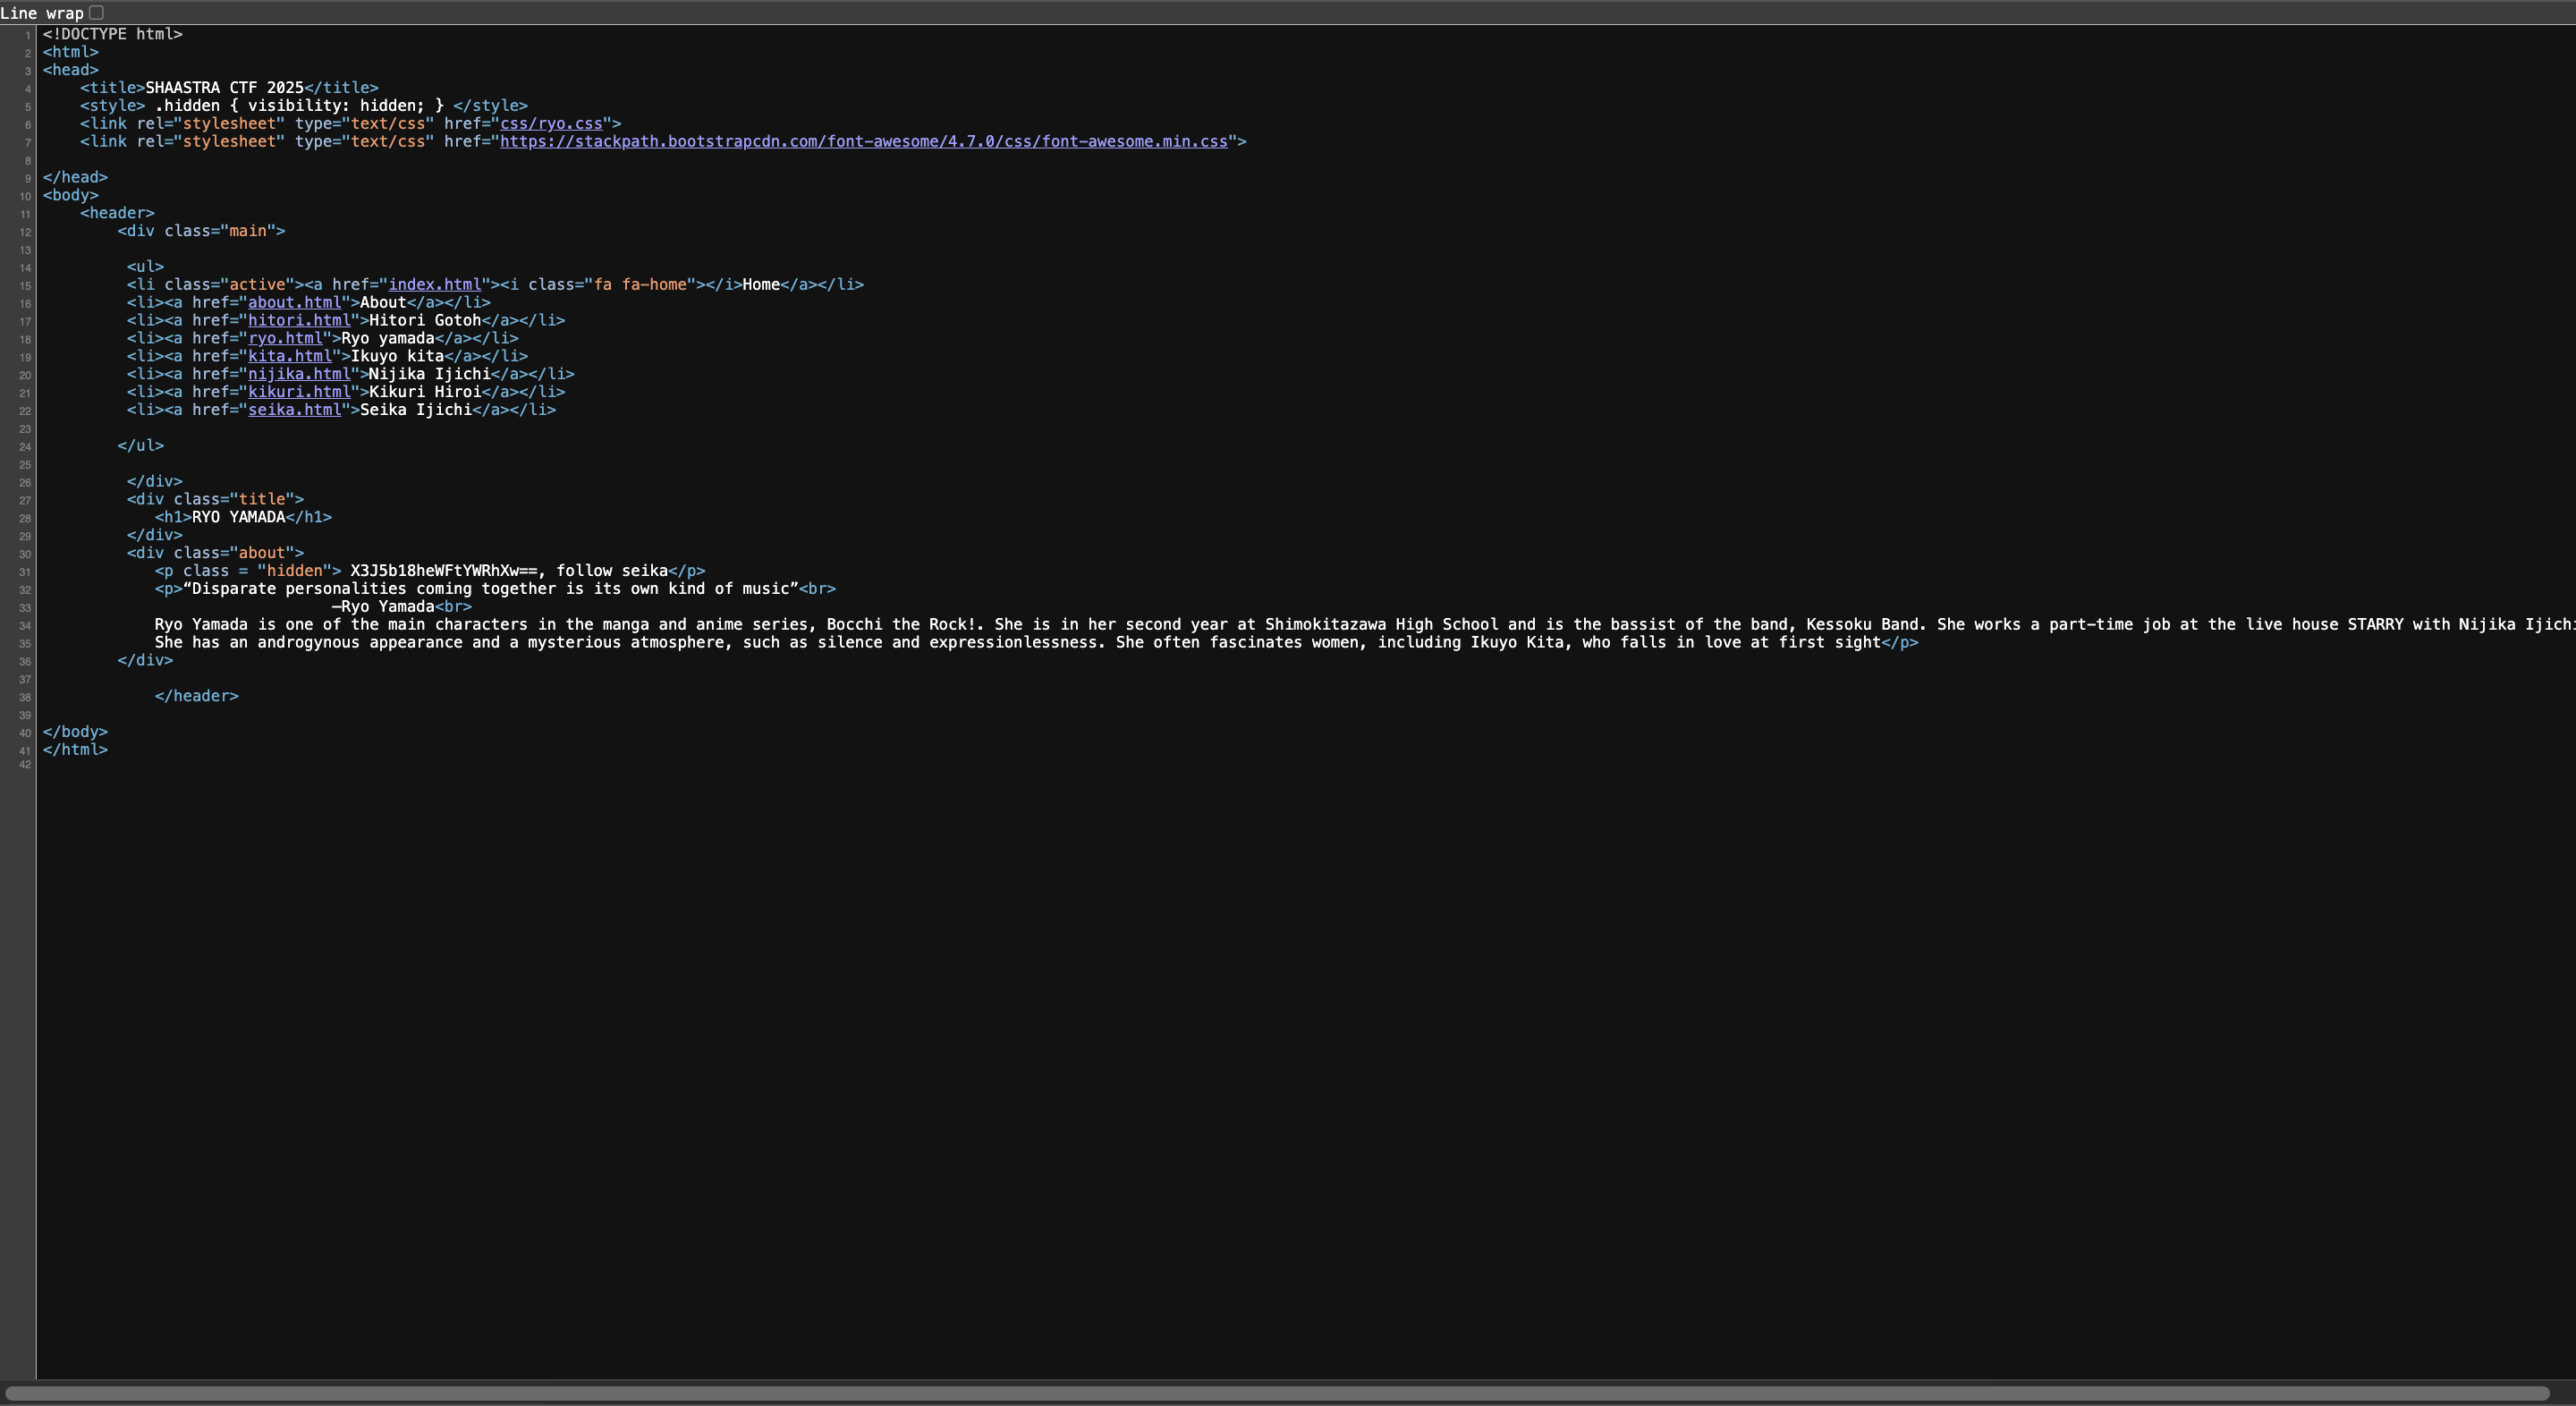 Line wrap
1 <!DOCTYPE html>
2 <html>
3 <head>
4 <title>SHAASTRA CTF 2025</title>
5 <style> .hidden { visibility: hidden; } </style>
6 <link rel="stylesheet" type="text/css" href="css/ryo.css">
7 <link rel="stylesheet" type="text/css" href="https://stackpath.bootstrapcdn.com/font-awesome/4.7.0/css/font-awesome.min.css">
8
9 </head>
10 <body>
11 <header>
12 <div class="main">
13
14 <ul>
15 <li class="active"><a href="index.html"><i class="fa fa-home"></i>Home</a></li>
16 <li><a href="about.html">About</a></li>
17 <li><a href="hitori.html">Hitori Gotoh</a></li>
18 <li><a href="ryo.html">Ryo yamada</a></li>
19 <li><a href="kita.html">Ikuyo kita</a></li>
20 <li><a href="nijika.html">Nijika Ijichi</a></li>
21 <li><a href="kikuri.html">Kikuri Hiroi</a></li>
22 <li><a href="seika.html">Seika Ijichi</a></li>
23
24 </ul>
25
26 </div>
27 <div class="title">
28 <h1>RYO YAMADA</h1>
29 </div>
30 <div class="about">
31 <p class = "hidden"> X3J5b18heWFtYWRhXw==, follow seika</p>
32 <p>“Disparate personalities coming together is its own kind of music”<br>
33 —Ryo Yamada<br>
34 Ryo Yamada is one of the main characters in the manga and anime series, Bocchi the Rock!. She is in her second year at Shimokitazawa High School and is the bassist of the band, Kessoku Band. She works a part-time job at the live house STARRY with Nijika Ijich
35 She has an androgynous appearance and a mysterious atmosphere, such as silence and expressionlessness. She often fascinates women, including Ikuyo Kita, who falls in love at first sight</p>
36 </div>
37
38 </header>
39
40 </body>
41 </html>
42